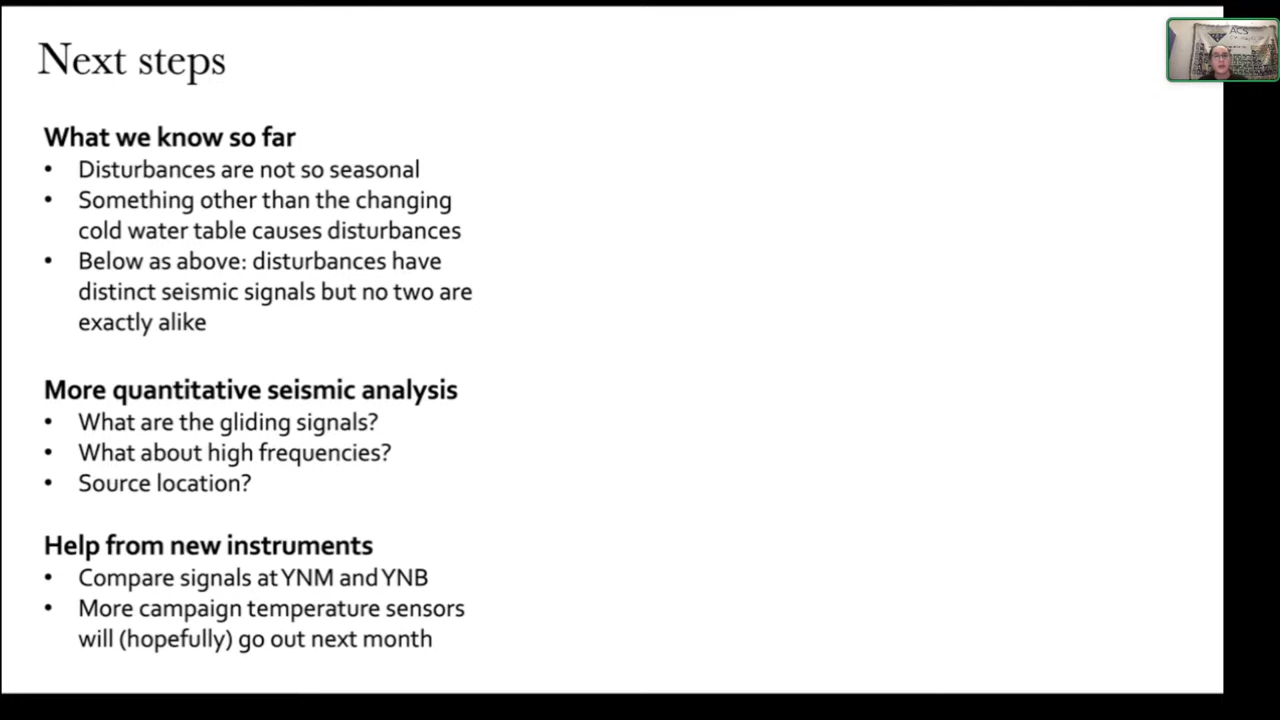 Next steps
ACS
What we know so far
• Disturbances are not so seasonal
• Something other than the changing
cold water table causes disturbances
• Below as above: disturbances have
distinct seismic signals but no two are
exactly alike
More quantitative seismic analysis
• What are the gliding signals?
• What about high frequencies?
• Source location?
Help from new instruments
• Compare signals at YNM and YNB
• More campaign temperature sensors
will (hopefully) go out next month